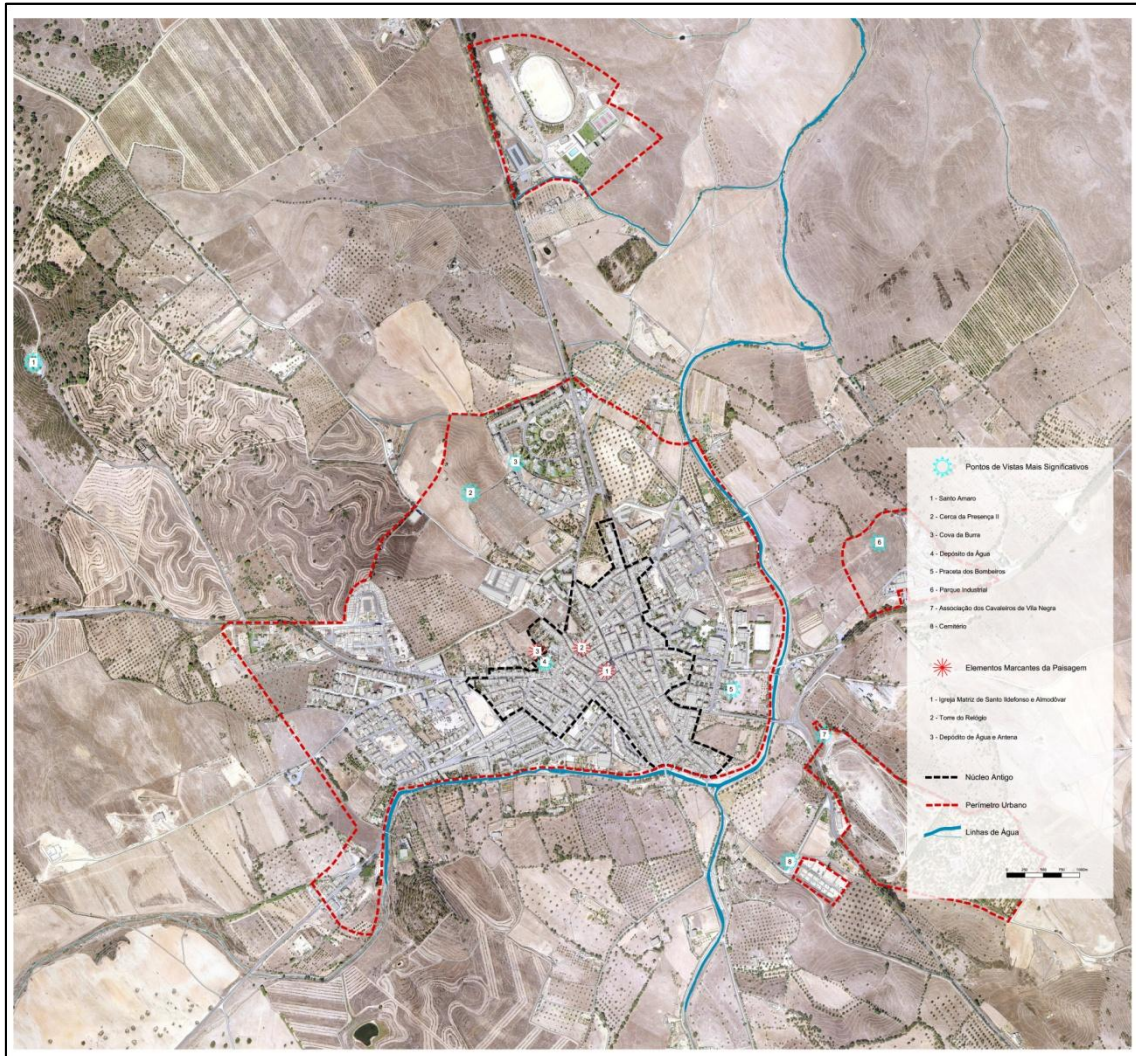 1
2
3
6
3
2
4
1
5
7
8
Pontos de Vistas Mais Significativos
1 - Santo Amaro
2 - Cerca da Presença II
3 - Cova da Burra
4 - Depósito da Água
5 - Praceta dos Bombeiros
6 - Parque Industrial
7 - Associação dos Cavaleiros de Vila Negra
8 - Cemitério
Elementos Marcantes da Paisagem
1 - Igreja Matriz de Santo Ildefonso e Almodôvar
2 - Torre do Relógio
3 - Depósito de Água e Antena
Núcleo Antigo
Perímetro Urbano
Linhas de Água